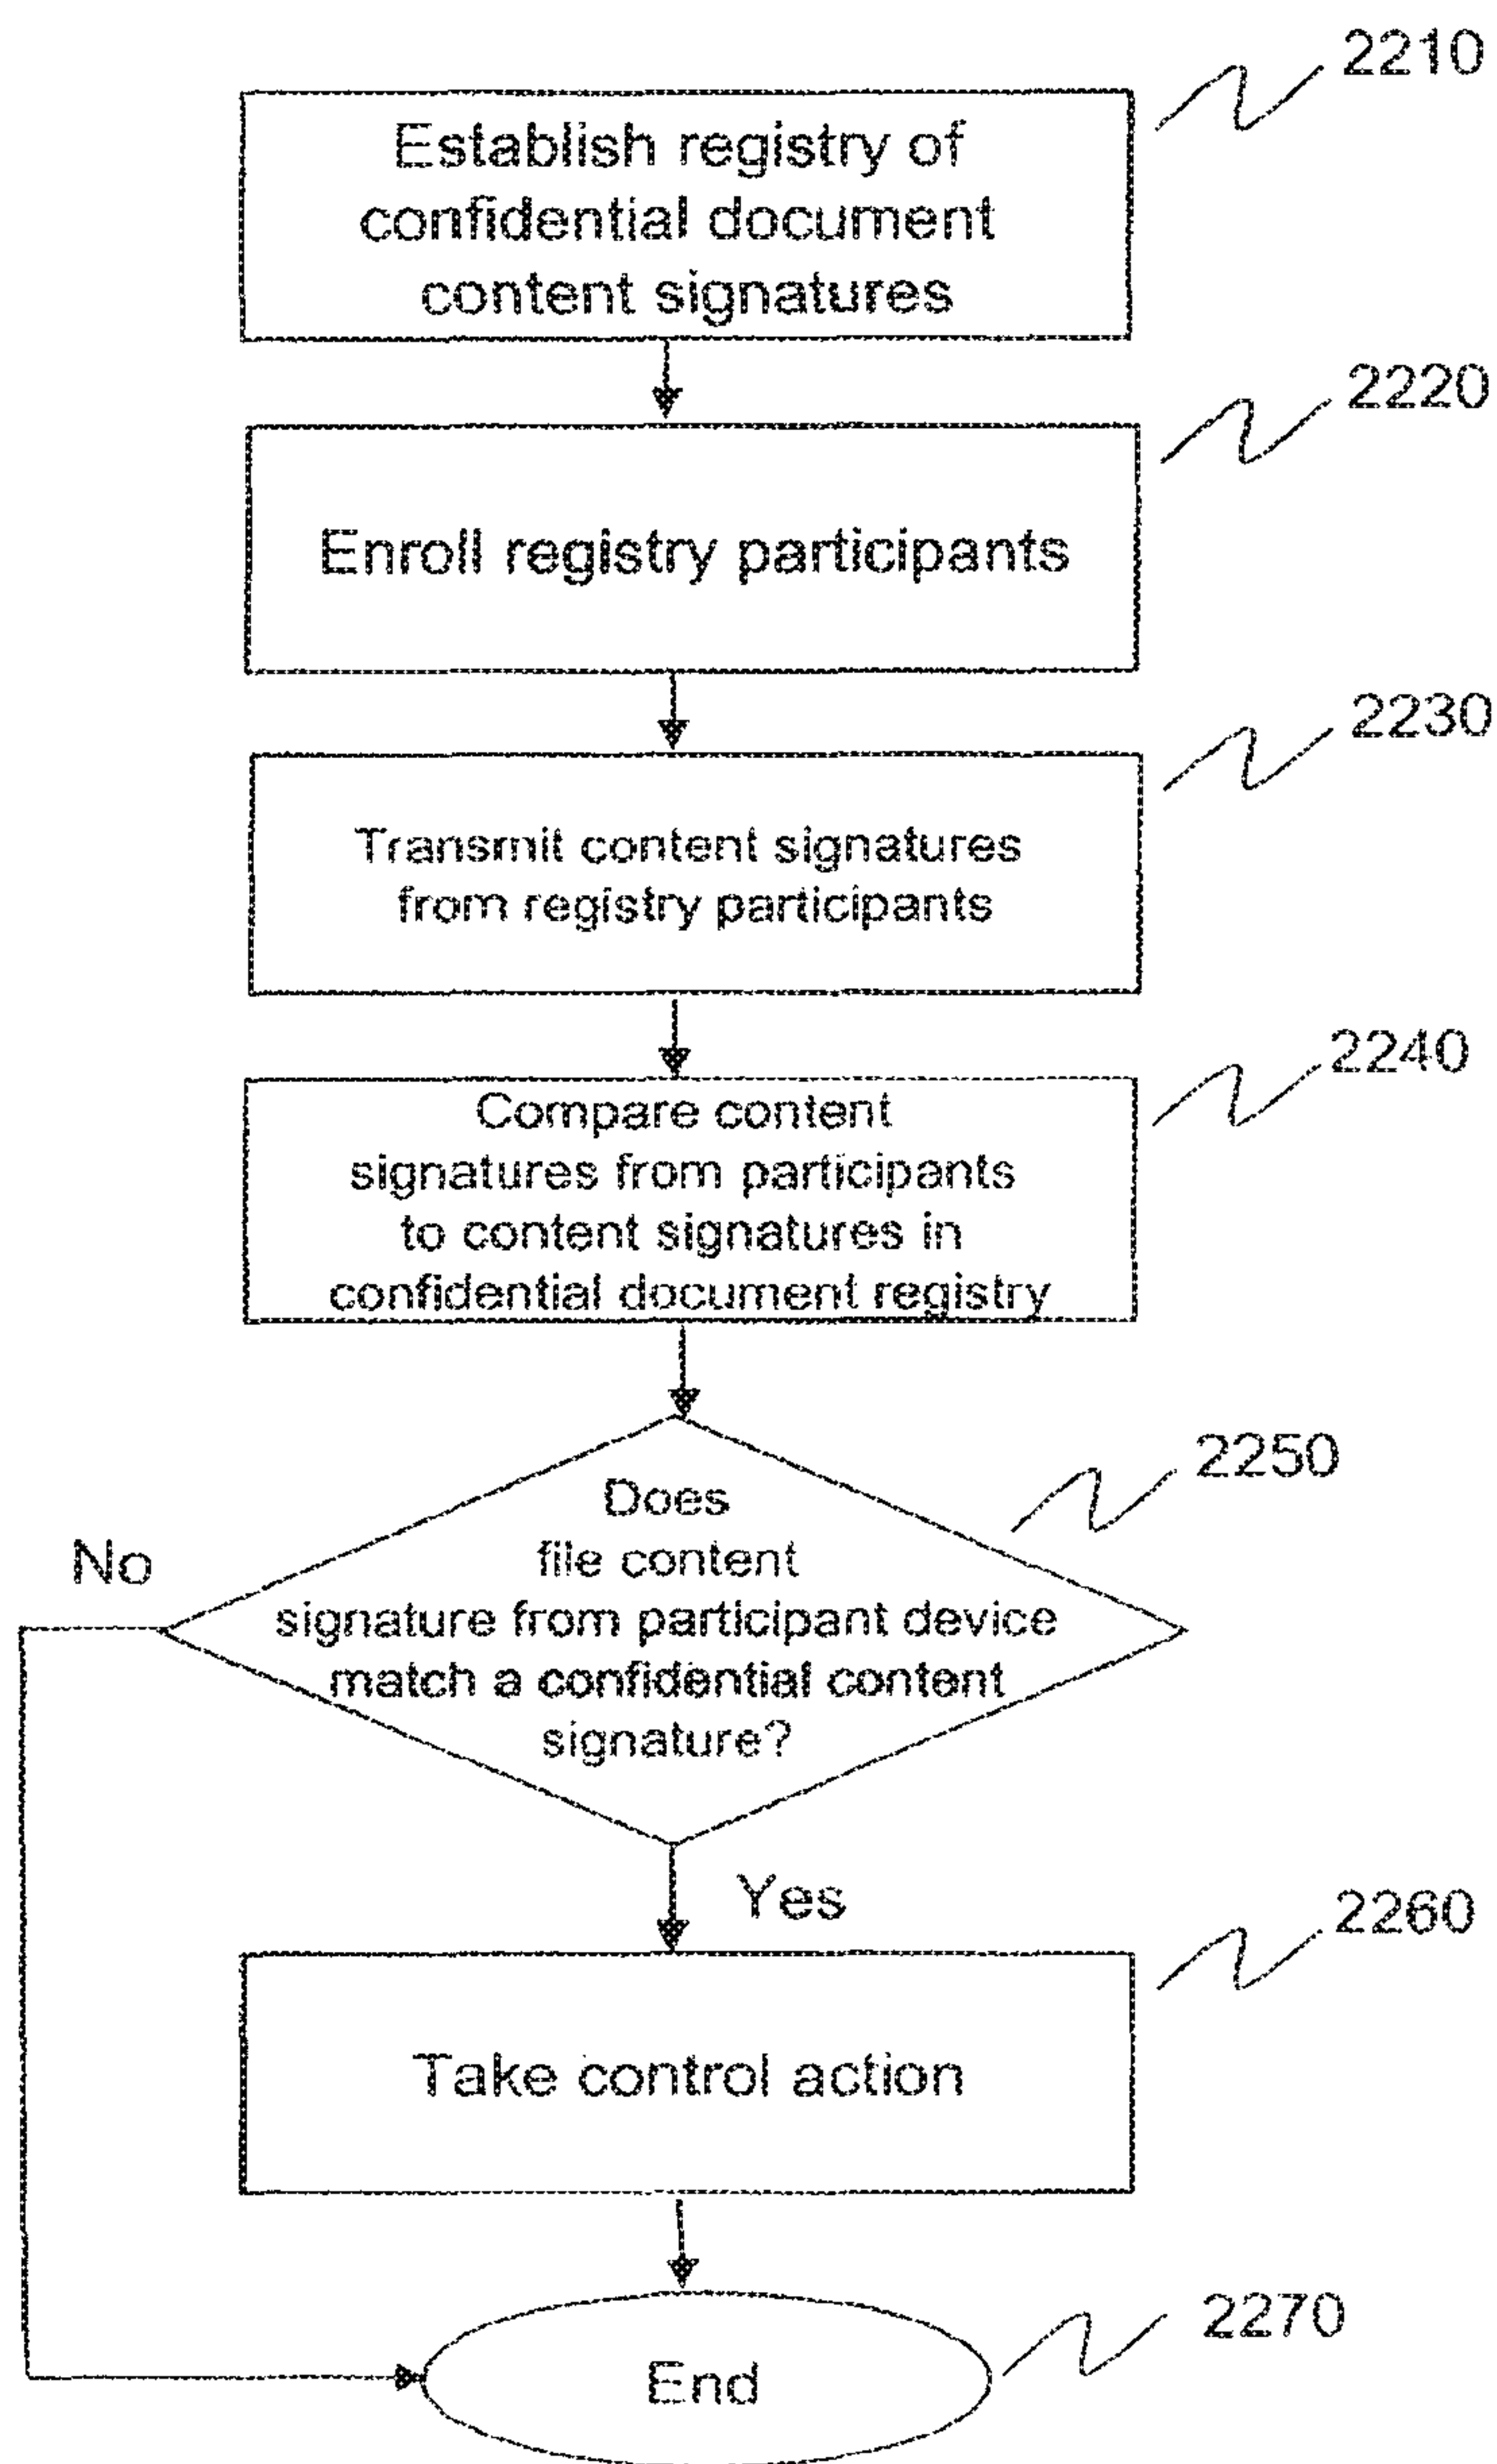 2210
Establish registry of
confidential document
content signatures
2220
Enroll registry participants
2230
Transmit content signatures
from registry participants
2240
Compare content
signatures from participants
to content signatures in
confidential document registry
2250
Does
file content
signature from participant device
match a confidential content
signature?
No
Yes
2260
Take control action
2270
End